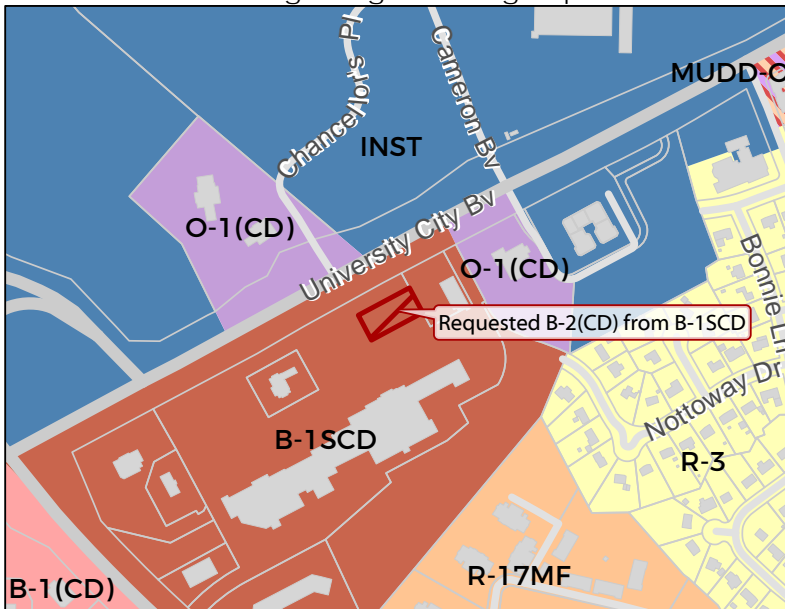 Chancellor's Pl
Cameron Bv
MUDD-O
INST
O-1(CD)
University City Bv
O-1(CD)
Bonnie Ln
Requested B-2(CD) from B-1SCD
Nottoway Dr
B-1SCD
R-3
R-17MF
B-1(CD)